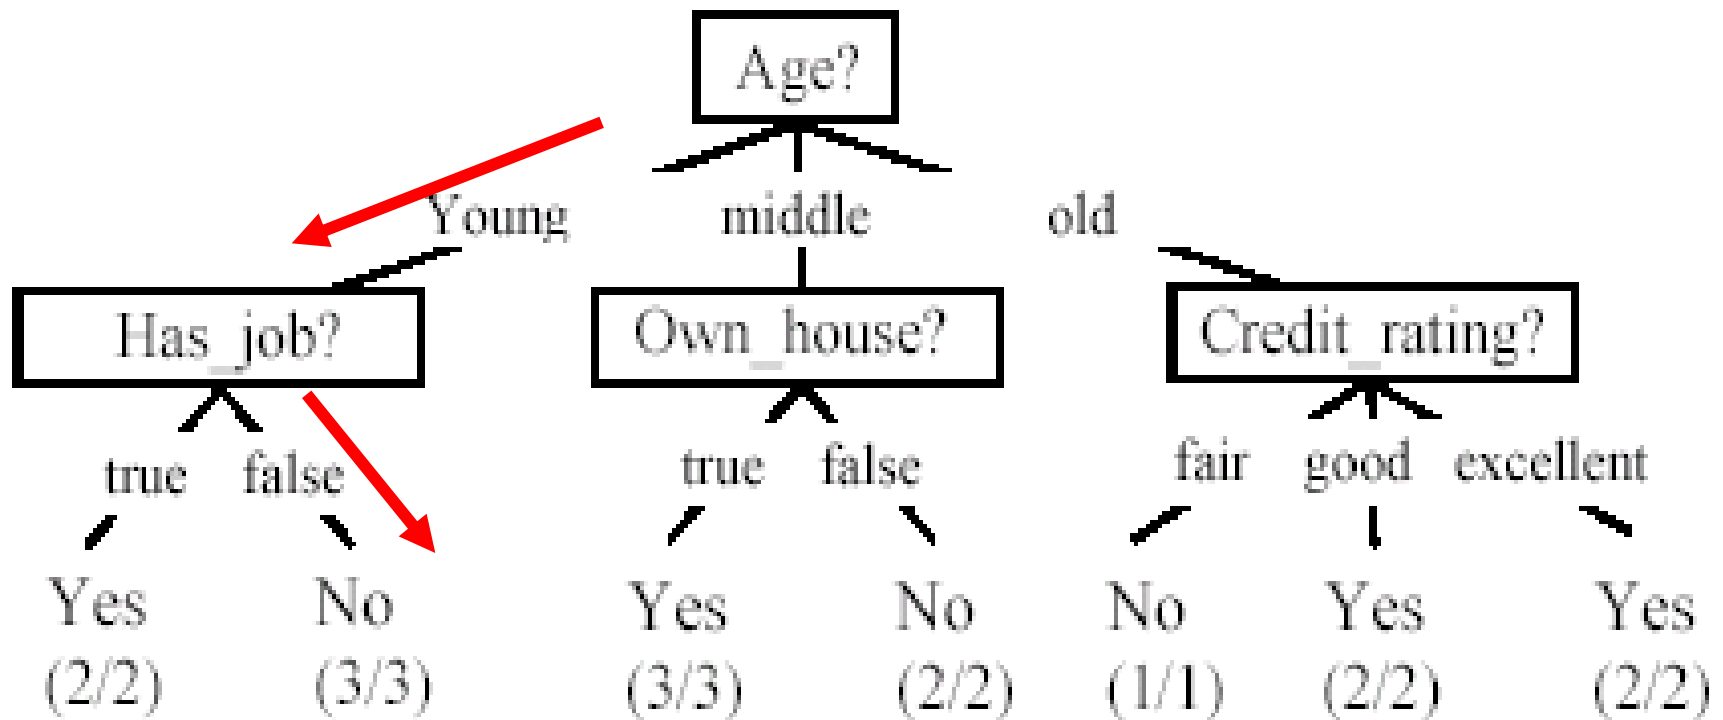 Age?
Young middle old
Has_job? Own_house? Credit_rating?
true false true false fair good excellent
Yes No Yes No No Yes Yes
(2/2) (3/3) (3/3) (2/2) (1/1) (2/2) (2/2)